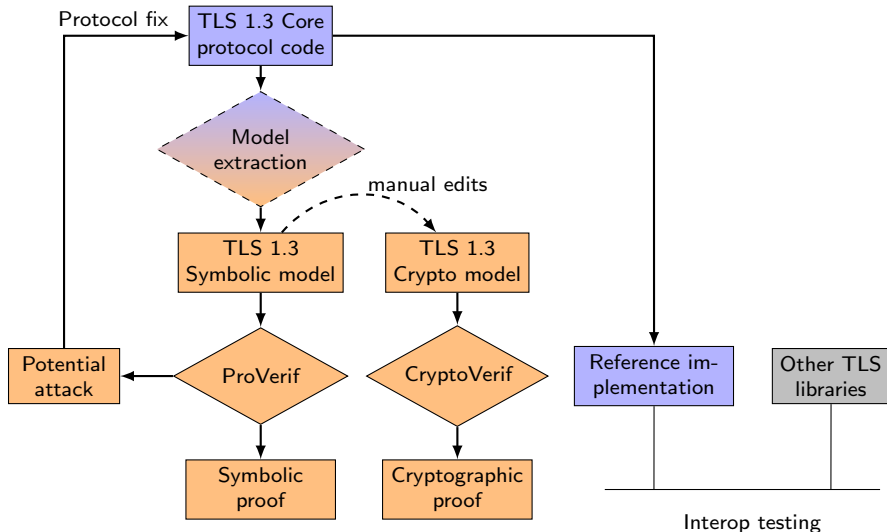 Protocol fix
TLS 1.3 Core
protocol code
Model
extraction
manual edits
TLS 1.3
Symbolic model
TLS 1.3
Crypto model
Potential
attack
ProVerif
CryptoVerif
Reference im-
plementation
Other TLS
libraries
Symbolic
proof
Cryptographic
proof
Interop testing